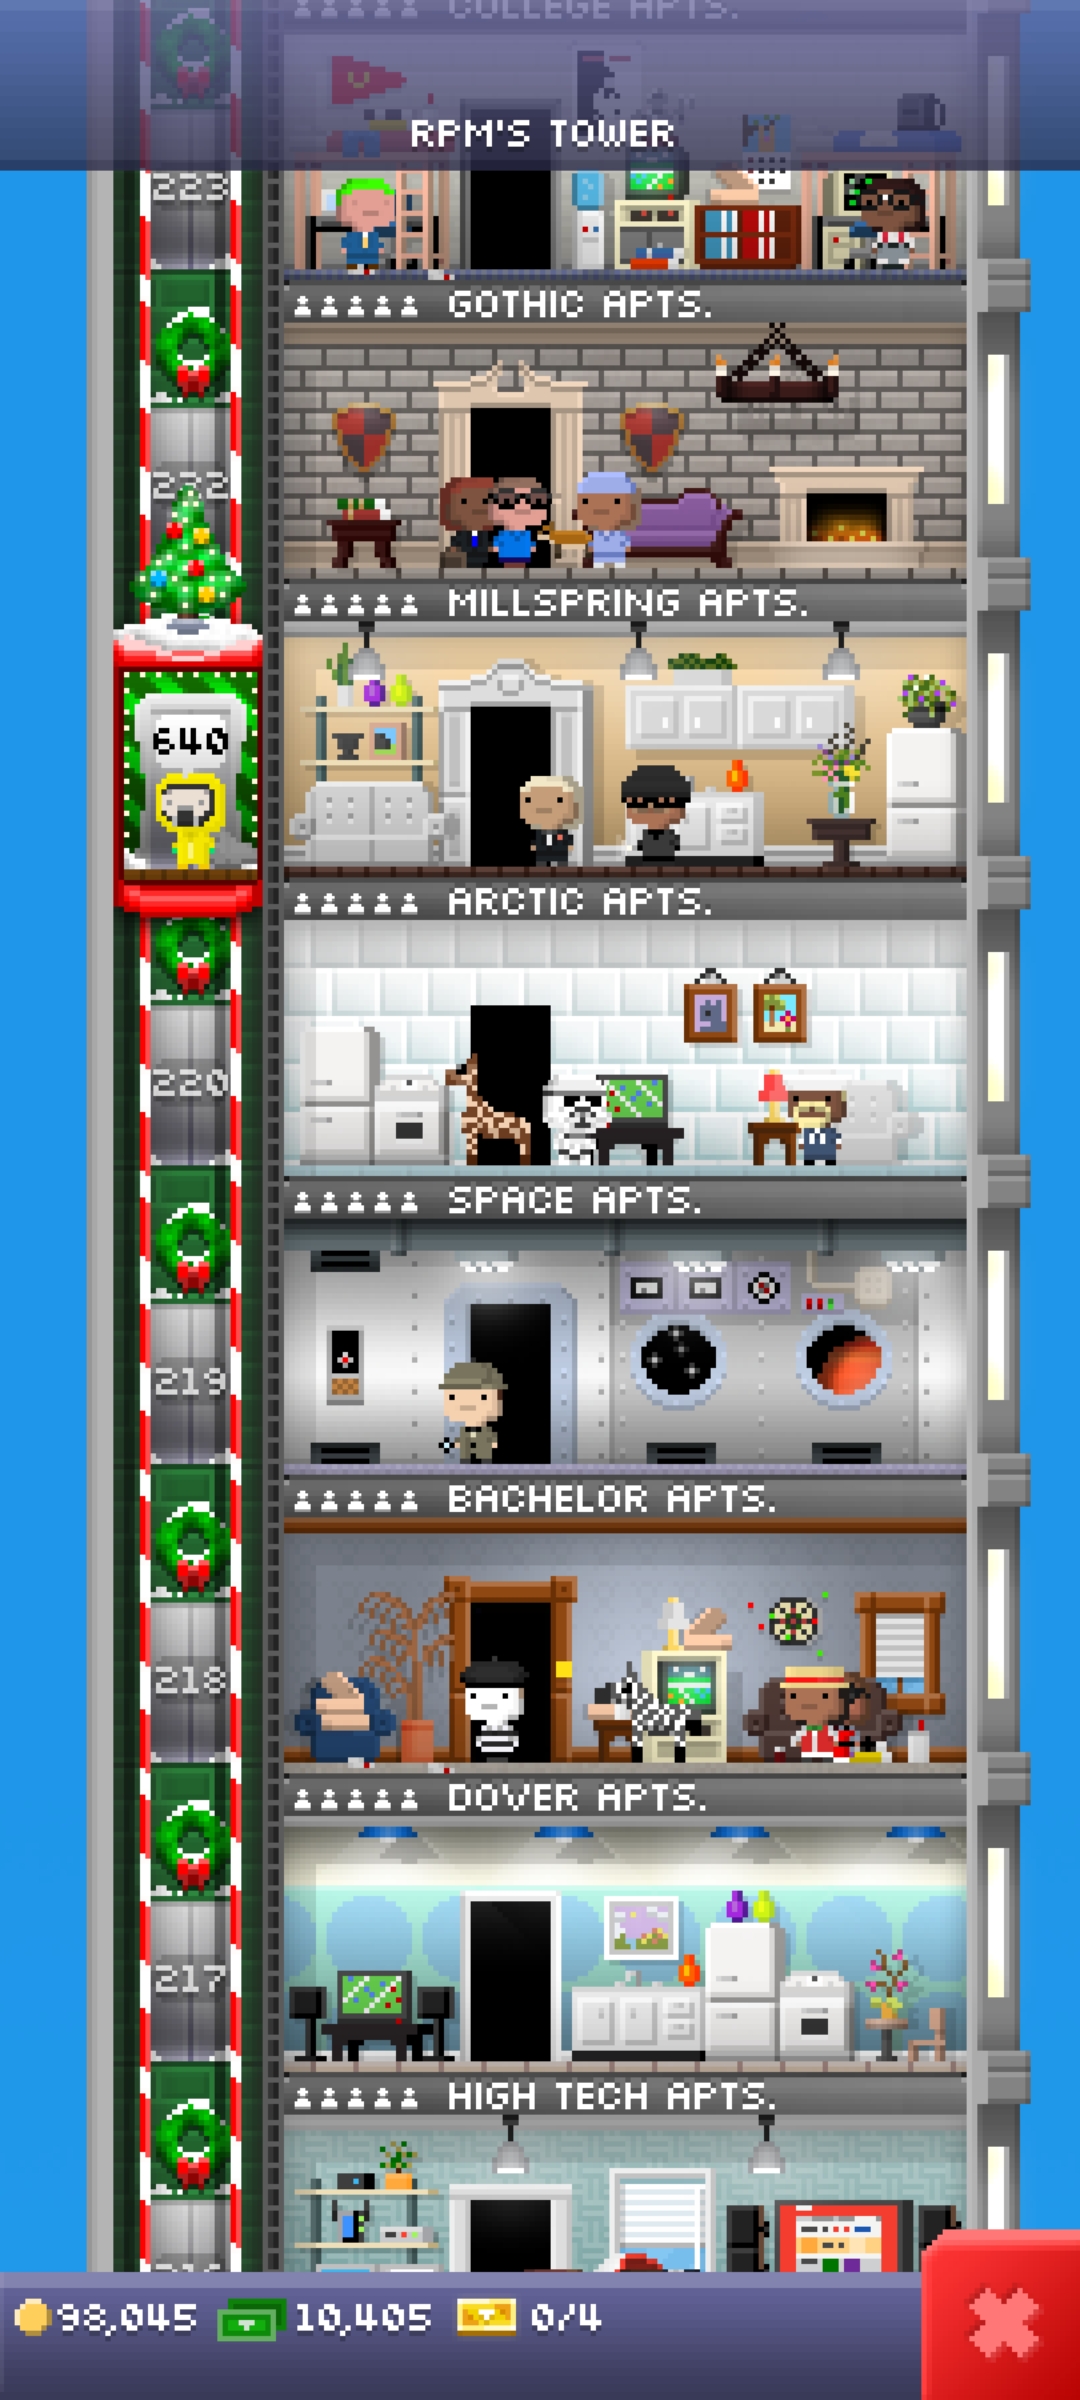 COLLEGE APTS.
RPM'S TOWER
223
GOTHIC APTS.
222
MILLSPRING APTS.
640
ARCTIC APTS.
220
SPACE APTS.
219
BACHELOR APTS.
218
DOVER APTS.
217
HIGH TECH APTS.
98,045 10,405 0/4